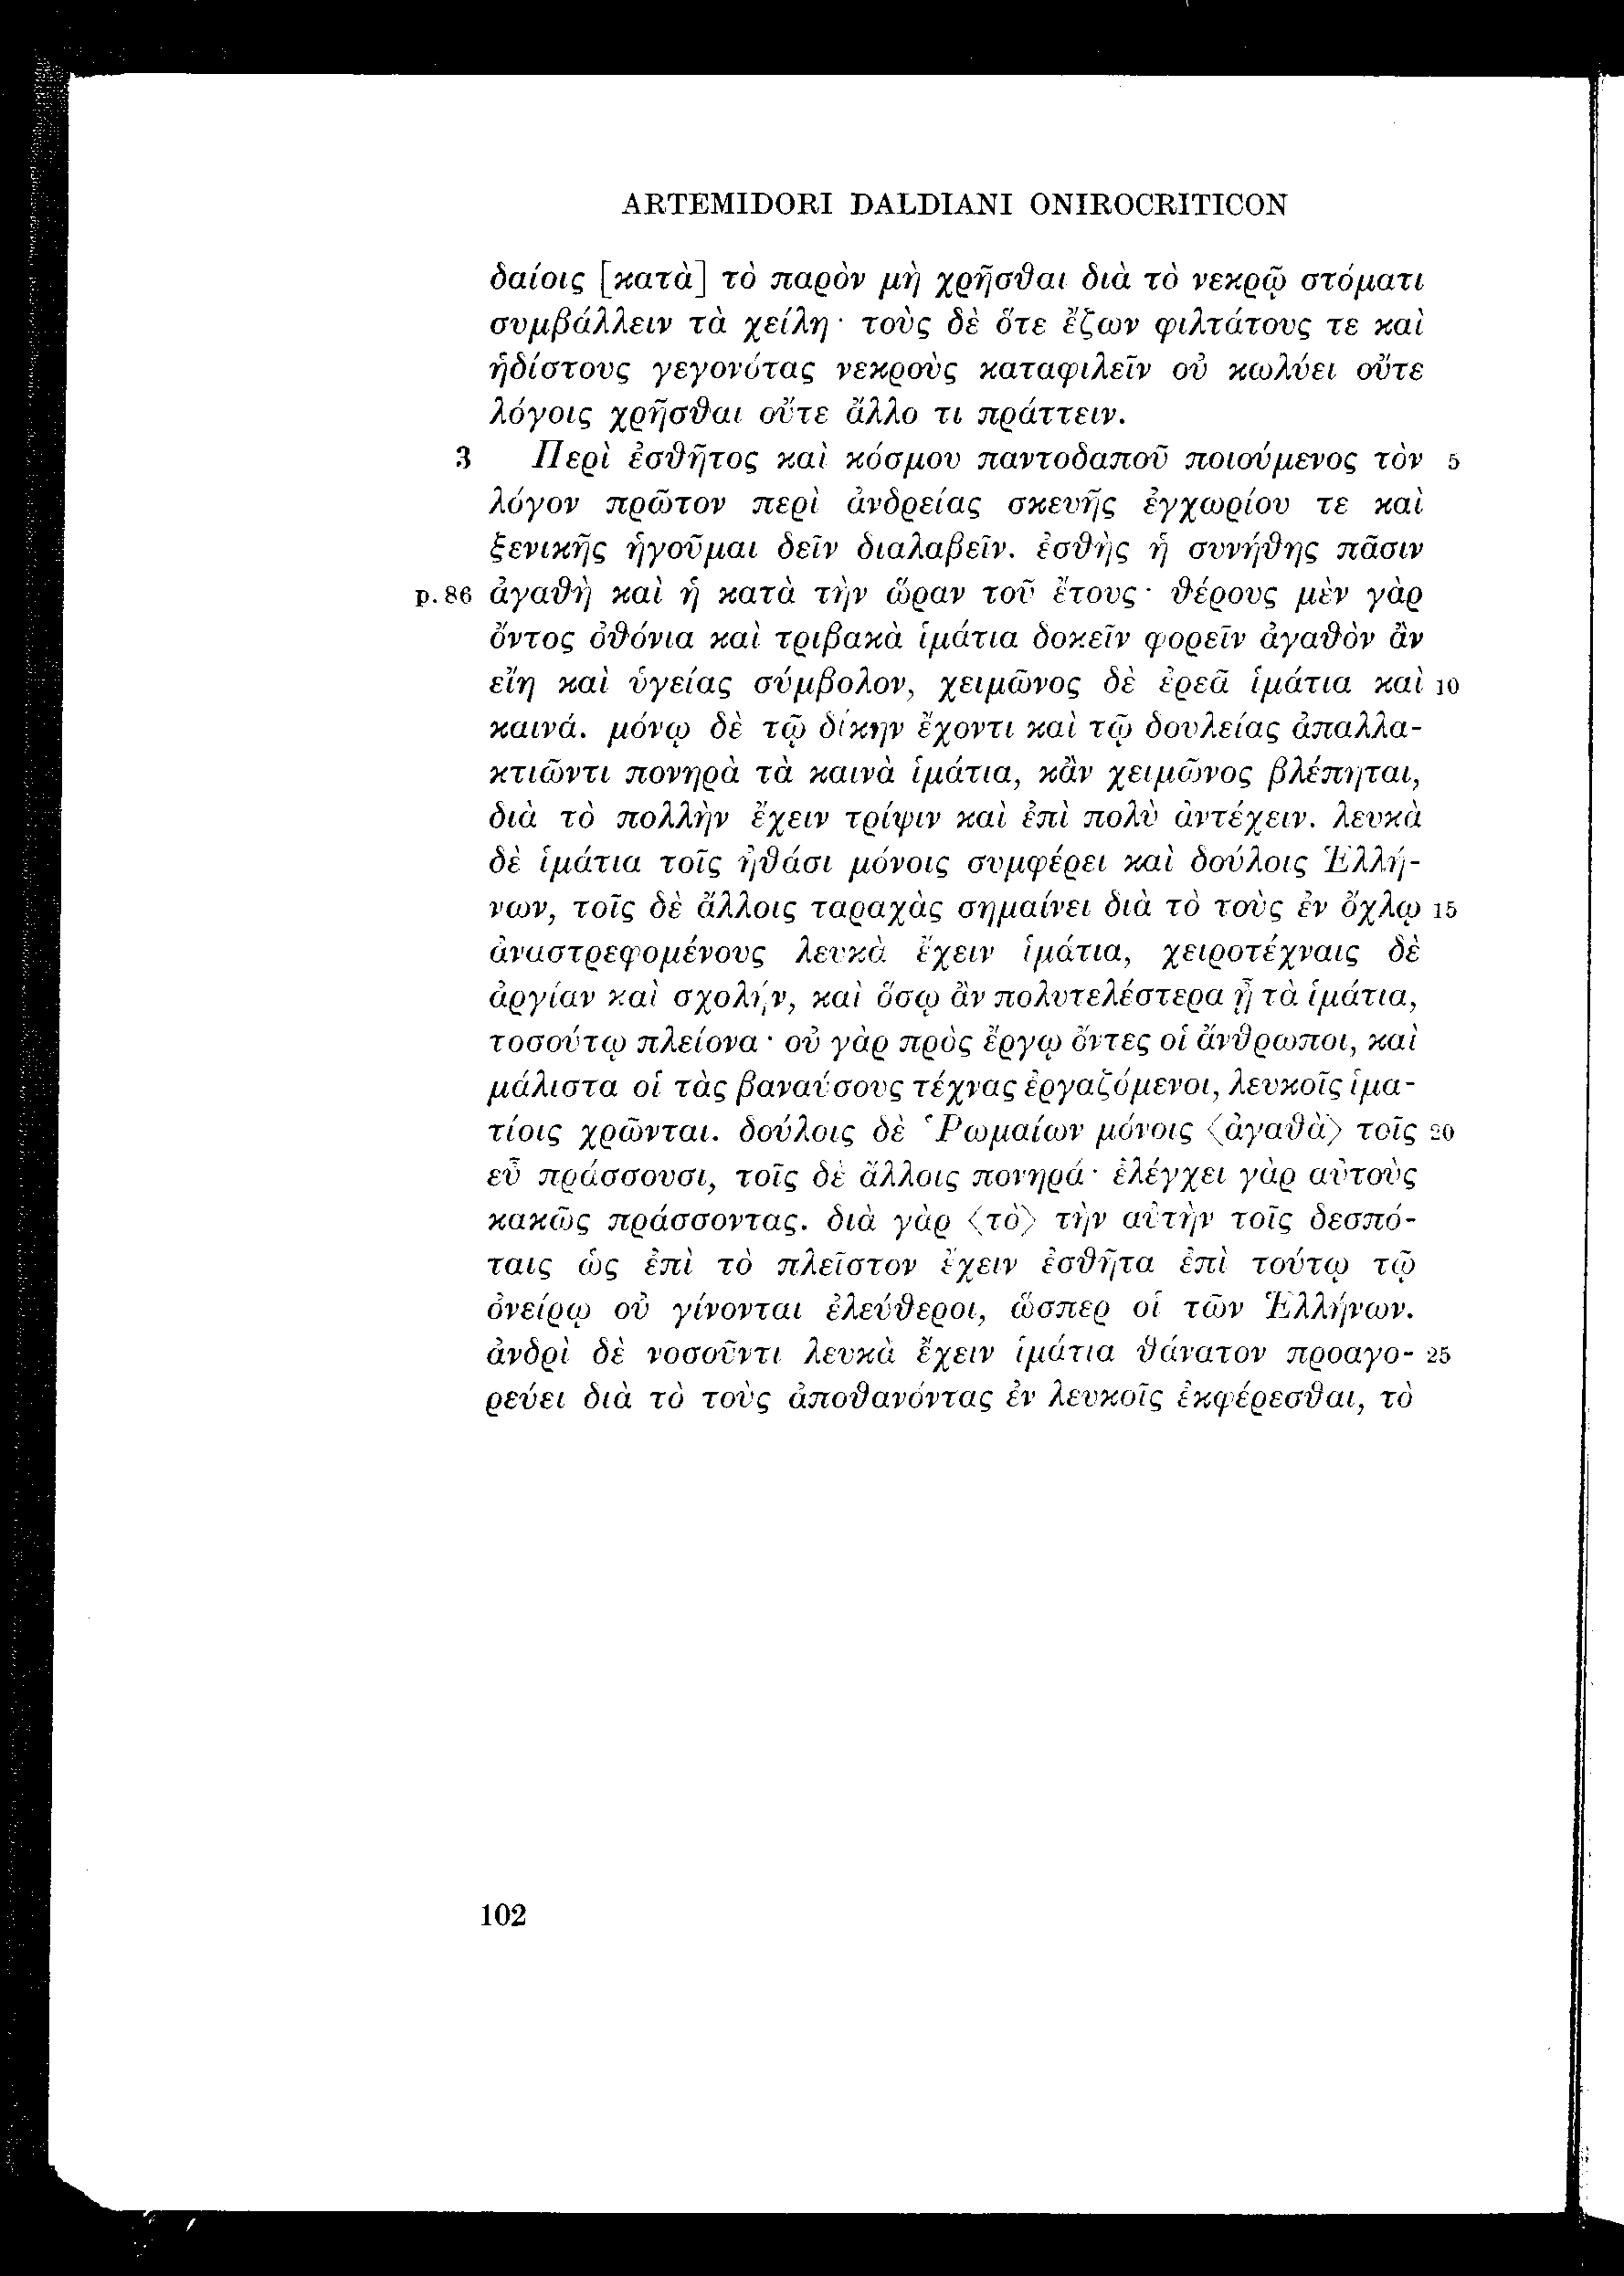 ARTEMIDORI DALDIANI ONIROCRITICON
δαίοις [κατὰ] τὸ παρὸν μὴ χρῆσθαι διὰ τὸ νεκρῷ στόματι
συμβάλλειν τὰ χείλη· τοὺς δὲ ὅτε ἔζων φιλτάτους τε καὶ
ἡδίστους γεγονότας νεκροὺς καταφιλεῖν οὐ κωλύει οὔτε
λόγοις χρῆσθαι οὔτε ἄλλο τι πράττειν.
3 Περὶ ἐσθῆτος καὶ κόσμου παντοδαποῦ ποιούμενος τὸν 5
λόγον πρῶτον περὶ ἀνδρείας σκευῆς ἐγχωρίου τε καὶ
ξενικῆς ἡγοῦμαι δεῖν διαλαβεῖν. ἐσθὴς ἡ συνήθης πᾶσιν
p. 86 ἀγαθὴ καὶ ἡ κατὰ τὴν ὥραν τοῦ ἔτους· θέρους μὲν γὰρ
ὄντος ὀθόνια καὶ τριβακὰ ἱμάτια δοκεῖν φορεῖν ἀγαθὸν ἂν
εἴη καὶ ὑγείας σύμβολον, χειμῶνος δὲ ἐρεᾶ ἱμάτια καὶ 10
καινά. μόνῳ δὲ τῷ δίκην ἔχοντι καὶ τῷ δουλείας ἀπαλλα-
κτιῶντι πονηρὰ τὰ καινὰ ἱμάτια, κἂν χειμῶνος βλέπηται,
διὰ τὸ πολλὴν ἔχειν τρίψιν καὶ ἐπὶ πολὺ ἀντέχειν. λευκὰ
δὲ ἱμάτια τοῖς ἠθάσι μόνοις συμφέρει καὶ δούλοις Ἑλλή-
νων, τοῖς δὲ ἄλλοις ταραχὰς σημαίνει διὰ τὸ τοὺς ἐν ὄχλῳ 15
ἀναστρεφομένους λευκὰ ἔχειν ἱμάτια, χειροτέχναις δὲ
ἀργίαν καὶ σχολήν, καὶ ὅσῳ ἂν πολυτελέστερα ᾖ τὰ ἱμάτια,
τοσούτῳ πλείονα· οὐ γὰρ πρὸς ἔργῳ ὄντες οἱ ἄνθρωποι, καὶ
μάλιστα οἱ τὰς βαναύσους τέχνας ἐργαζόμενοι, λευκοῖς ἱμα-
τίοις χρῶνται. δούλοις δὲ Ῥωμαίων μόνοις ⟨ἀγαθὰ⟩ τοῖς 20
εὖ πράσσουσι, τοῖς δὲ ἄλλοις πονηρά· ἐλέγχει γὰρ αὐτοὺς
κακῶς πράσσοντας. διὰ γὰρ ⟨τὸ⟩ τὴν αὐτὴν τοῖς δεσπό-
ταις ὡς ἐπὶ τὸ πλεῖστον ἔχειν ἐσθῆτα ἐπὶ τούτῳ τῷ
ὀνείρῳ οὐ γίνονται ἐλεύθεροι, ὥσπερ οἱ τῶν Ἑλλήνων.
ἀνδρὶ δὲ νοσοῦντι λευκὰ ἔχειν ἱμάτια θάνατον προαγο- 25
ρεύει διὰ τὸ τοὺς ἀποθανόντας ἐν λευκοῖς ἐκφέρεσθαι, τὸ
102